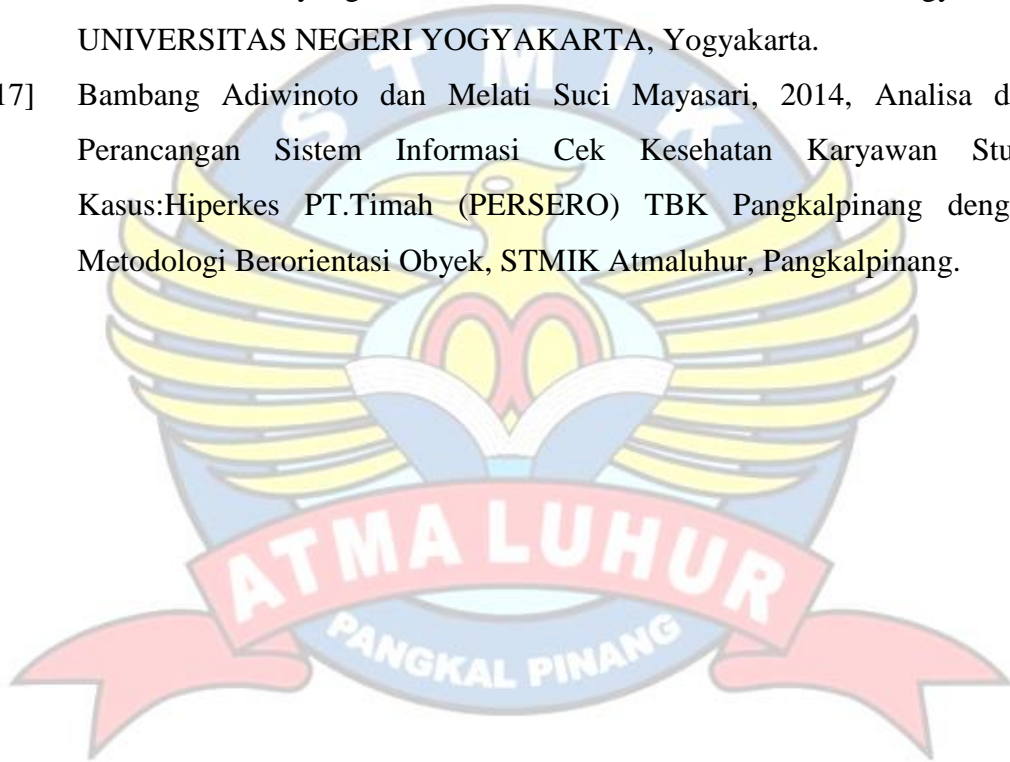 UNIVERSITAS NEGERI YOGYAKARTA, Yogyakarta.
17] Bambang Adiwinoto dan Melati Suci Mayasari, 2014, Analisa d
Perancangan Sistem Informasi Cek Kesehatan Karyawan Stu
Kasus:Hiperkes PT.Timah (PERSERO) TBK Pangkalpinang deng
Metodologi Berorientasi Obyek, STMIK Atmaluhur, Pangkalpinang.
STMIK
ATMA LUHUR
PANGKAL PINANG